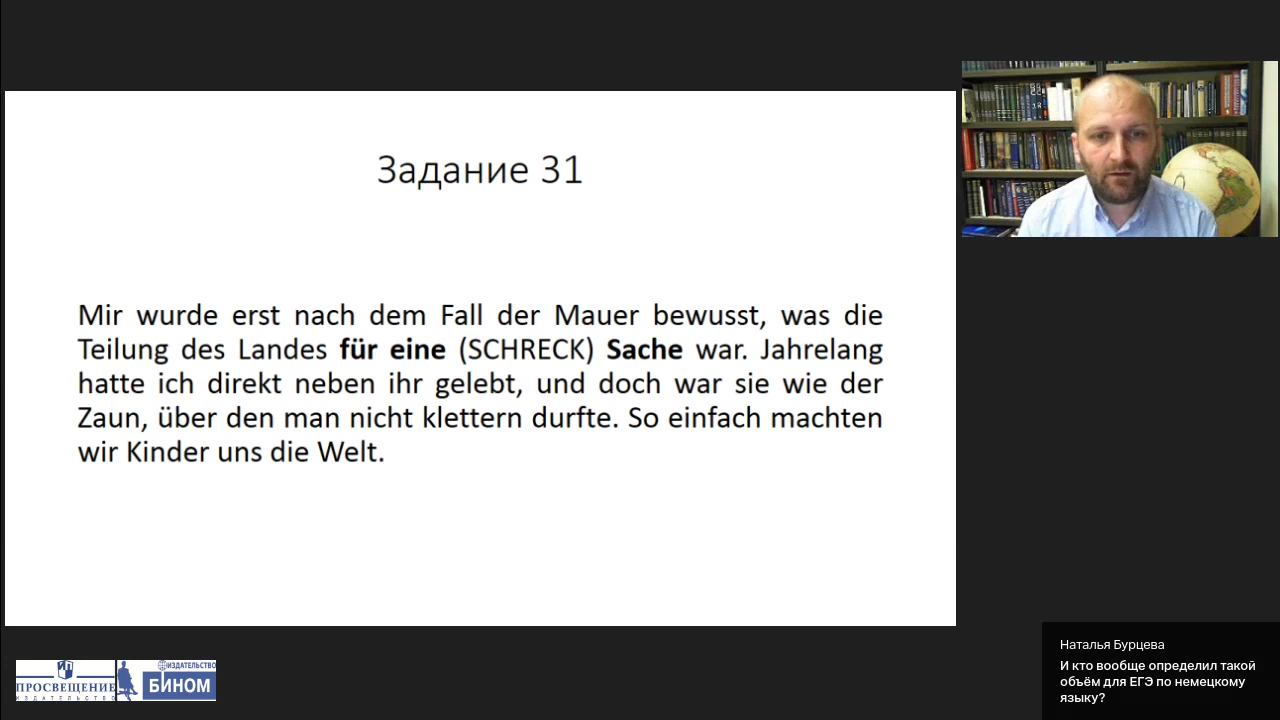 Задание 31
Mir wurde erst nach dem Fall der Mauer bewusst, was die
Teilung des Landes für eine (SCHRECK) Sache war. Jahrelang
hatte ich direkt neben ihr gelebt, und doch war sie wie der
Zaun, über den man nicht klettern durfte. So einfach machten
wir Kinder uns die Welt.
ПРОСВЕЩЕНИЕ
ИЗДАТЕЛЬСТВО
ИЗДАТЕЛЬСТВО
БИНОМ
Наталья Бурцева
И кто вообще определил такой
объём для ЕГЭ по немецкому
языку?